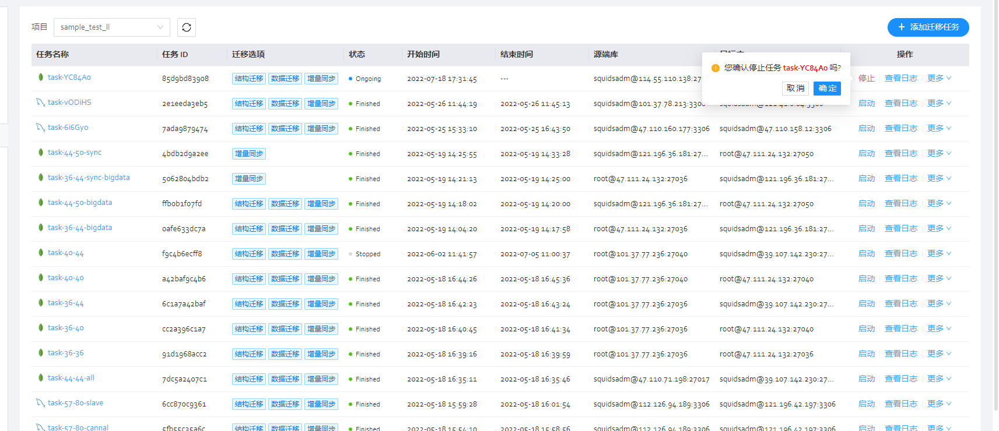 项目 sample_test_ll 添加迁移任务
任务名称 任务 ID 迁移选项 状态 开始时间 结束时间 源端库 操作
您确认停止任务 task-YC84Ao 吗?
取 消 确 定
task-YC84Ao 85d9bd83908 结构迁移 数据迁移 增量同步 Ongoing 2022-07-18 17:31:45 --- squidsadm@114.55.110.138:27 停止 查看日志 更多
task-vODiHS 2e1eeda3eb5 结构迁移 数据迁移 增量同步 Finished 2022-05-26 11:44:19 2022-05-26 11:45:13 squidsadm@101.37.78.213:3306 启动 查看日志 更多
task-6i6Gyo 7ada9879474 结构迁移 数据迁移 增量同步 Finished 2022-05-25 15:33:10 2022-05-25 16:43:50 squidsadm@47.110.160.177:3306 squidsadm@47.110.158.12:3306 启动 查看日志 更多
task-44-50-sync 4bdb2d9a2ee 增量同步 Finished 2022-05-19 14:25:55 2022-05-19 14:33:28 squidsadm@121.196.36.181:27... root@47.111.24.132:27050 启动 查看日志 更多
task-36-44-sync-bigdata 5062804bdb2 增量同步 Finished 2022-05-19 14:21:13 2022-05-19 14:25:00 root@47.111.24.132:27036 squidsadm@121.196.36.181:27... 启动 查看日志 更多
task-44-50-bigdata ffb0b1f07fd 结构迁移 数据迁移 增量同步 Finished 2022-05-19 14:18:02 2022-05-19 14:20:00 squidsadm@121.196.36.181:27... root@47.111.24.132:27050 启动 查看日志 更多
task-36-44-bigdata 0afe633dc7a 结构迁移 数据迁移 增量同步 Finished 2022-05-19 14:04:20 2022-05-19 14:17:58 root@47.111.24.132:27036 squidsadm@121.196.36.181:27... 启动 查看日志 更多
task-40-44 f9c4b6ecff8 结构迁移 数据迁移 增量同步 Stopped 2022-06-02 11:41:57 2022-07-05 11:00:37 root@101.37.77.236:27040 squidsadm@39.107.142.230:27... 启动 查看日志 更多
task-40-40 a42baf9c4b6 结构迁移 数据迁移 增量同步 Finished 2022-05-18 16:44:26 2022-05-18 16:45:36 root@101.37.77.236:27040 root@47.111.24.132:27040 启动 查看日志 更多
task-36-44 6c1a7a42baf 结构迁移 数据迁移 增量同步 Finished 2022-05-18 16:42:23 2022-05-18 16:43:24 root@101.37.77.236:27036 squidsadm@39.107.142.230:27... 启动 查看日志 更多
task-36-40 cc2a396c1a7 结构迁移 数据迁移 增量同步 Finished 2022-05-18 16:40:45 2022-05-18 16:41:34 root@101.37.77.236:27036 root@47.111.24.132:27040 启动 查看日志 更多
task-36-36 91d1968acc2 结构迁移 数据迁移 增量同步 Finished 2022-05-18 16:39:16 2022-05-18 16:39:59 root@101.37.77.236:27036 root@47.111.24.132:27036 启动 查看日志 更多
task-44-44-all 7dc5a2407c1 结构迁移 数据迁移 增量同步 Finished 2022-05-18 16:35:11 2022-05-18 16:35:46 squidsadm@47.110.71.198:27017 squidsadm@39.107.142.230:27... 启动 查看日志 更多
task-57-80-slave 6cc870c9361 结构迁移 数据迁移 增量同步 Finished 2022-05-18 15:59:28 2022-05-18 16:01:54 squidsadm@112.126.94.189:3306 squidsadm@121.196.42.197:3306 启动 查看日志 更多
task-57-80-cannal 5fb55c35a6c 结构迁移 数据迁移 增量同步 Finished 2022-05-18 15:54:10 2022-05-18 15:58:56 squidsadm@112.126.94.189:3306 squidsadm@121.196.42.197:3306 启动 查看日志 更多